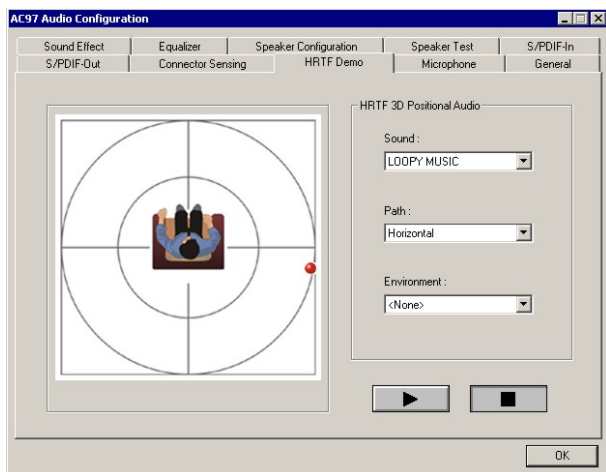 AC97 Audio Configuration
Sound Effect Equalizer Speaker Configuration Speaker Test S/PDIF-In
S/PDIF-Out Connector Sensing HRTF Demo Microphone General
HRTF 3D Positional Audio
Sound :
LOOPY MUSIC
Path :
Horizontal
Environment :
<None>
OK